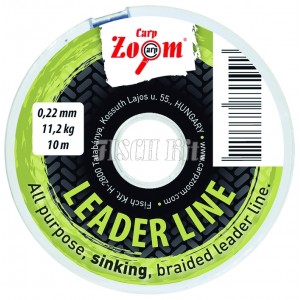 Carp
Zoom
carp
0,22 mm
11,2 kg
10 m
Fisch Kft. H-2800 Tatabánya, Kossuth Lajos u. 55., HUNGARY • www.carpzoom.com •
FISCH Kft.
LEADER LINE
All purpose, sinking, braided leader line.